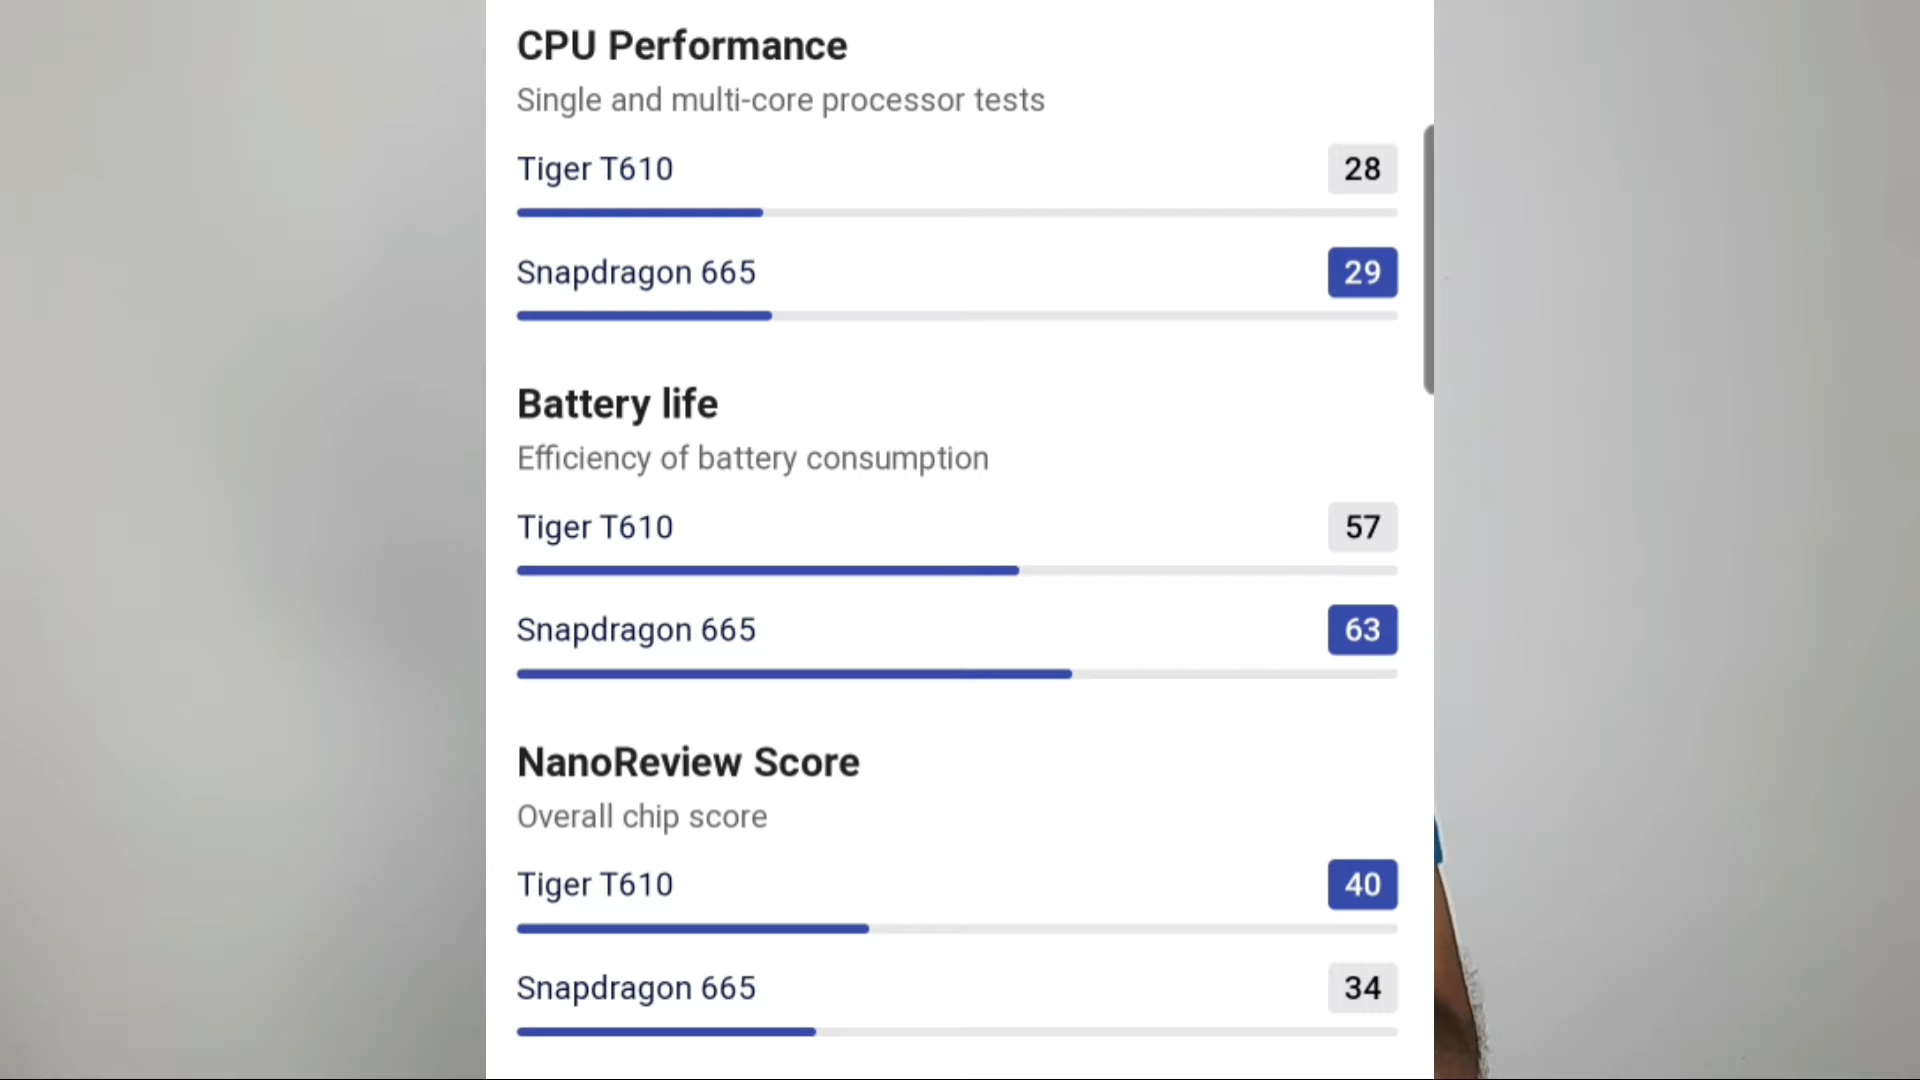 CPU Performance
Single and multi-core processor tests
Tiger T610
28
Snapdragon 665
29
Battery life
Efficiency of battery consumption
Tiger T610
57
Snapdragon 665
63
NanoReview Score
Overall chip score
Tiger T610
40
Snapdragon 665
34